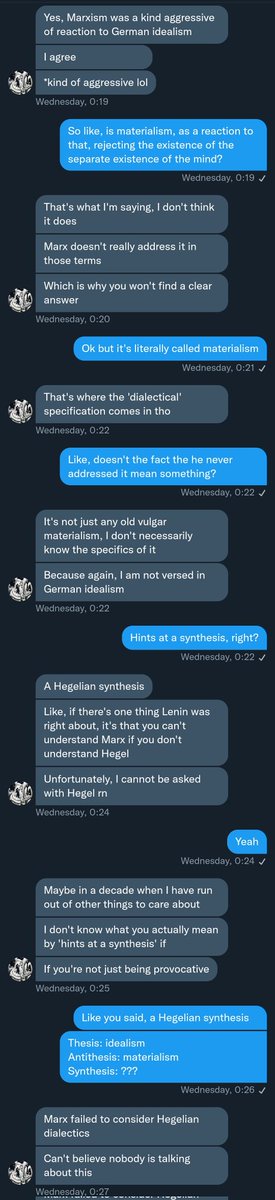 Yes, Marxism was a kind aggressive
of reaction to German idealism
I agree
*kind of aggressive lol
Wednesday, 0:19
So like, is materialism, as a reaction to
that, rejecting the existence of the
separate existence of the mind?
Wednesday, 0:19 ✓
That's what I'm saying, I don't think
it does
Marx doesn't really address it in
those terms
Which is why you won't find a clear
answer
Wednesday, 0:20
Ok but it's literally called materialism
Wednesday, 0:21 ✓
That's where the 'dialectical'
specification comes in tho
Wednesday, 0:22
Like, doesn't the fact the he never
addressed it mean something?
Wednesday, 0:22 ✓
It's not just any old vulgar
materialism, I don't necessarily
know the specifics of it
Because again, I am not versed in
German idealism
Wednesday, 0:22
Hints at a synthesis, right?
Wednesday, 0:22 ✓
A Hegelian synthesis
Like, if there's one thing Lenin was
right about, it's that you can't
understand Marx if you don't
understand Hegel
Unfortunately, I cannot be asked
with Hegel rn
Wednesday, 0:24
Yeah
Wednesday, 0:24 ✓
Maybe in a decade when I have run
out of other things to care about
I don't know what you actually mean
by 'hints at a synthesis' if
If you're not just being provocative
Wednesday, 0:25
Like you said, a Hegelian synthesis
Thesis: idealism
Antithesis: materialism
Synthesis: ???
Wednesday, 0:26 ✓
Marx failed to consider Hegelian
dialectics
Can't believe nobody is talking
about this
Wednesday, 0:27